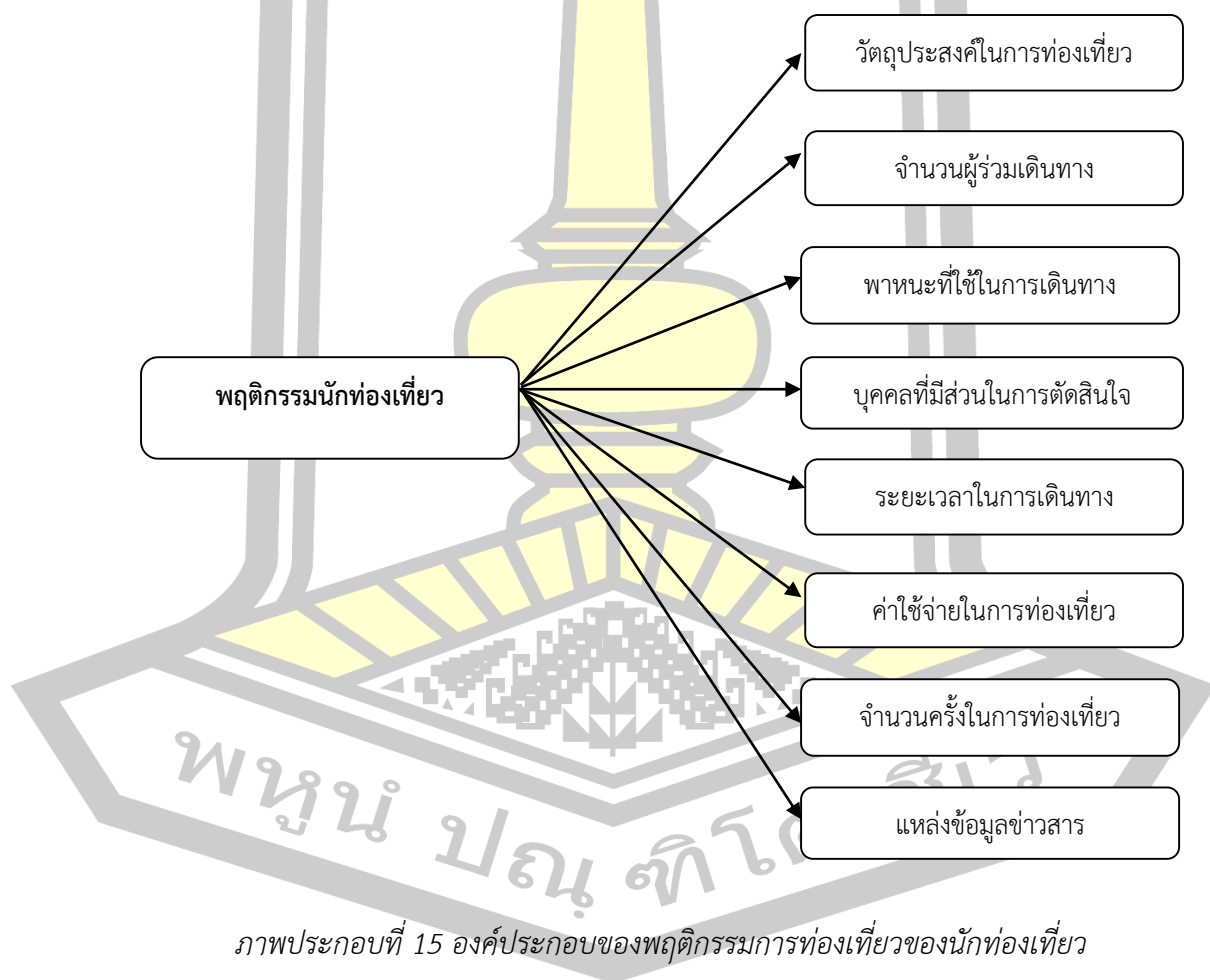 วัตถุประสงค์ในการท่องเที่ยว
จำนวนผู้ร่วมเดินทาง
พาหนะที่ใช้ในการเดินทาง
พฤติกรรมนักท่องเที่ยว
บุคคลที่มีส่วนในการตัดสินใจ
ระยะเวลาในการเดินทาง
ค่าใช้จ่ายในการท่องเที่ยว
จำนวนครั้งในการท่องเที่ยว
แหล่งข้อมูลข่าวสาร
พหูนํ ปณฺ ฑิโต
ภาพประกอบที่ 15 องค์ประกอบของพฤติกรรมการท่องเที่ยวของนักท่องเที่ยว